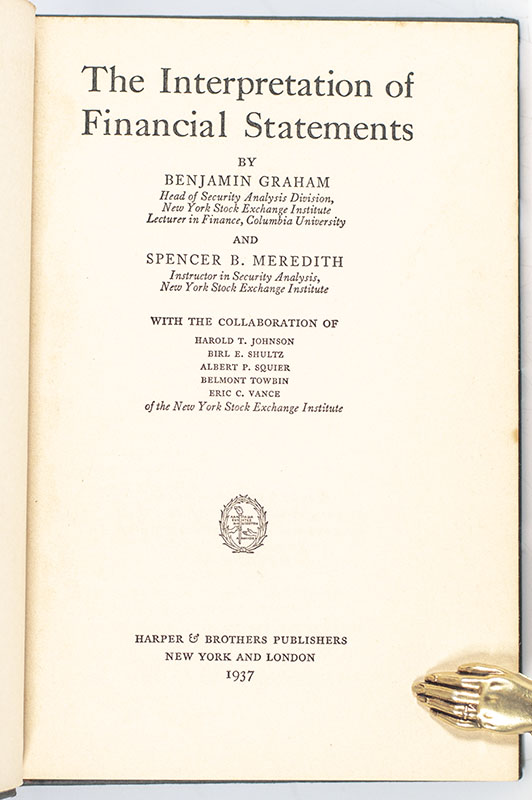 The Interpretation of
Financial Statements
BY
BENJAMIN GRAHAM
Head of Security Analysis Division,
New York Stock Exchange Institute
Lecturer in Finance, Columbia University
AND
SPENCER B. MEREDITH
Instructor in Security Analysis,
New York Stock Exchange Institute
WITH THE COLLABORATION OF
HAROLD T. JOHNSON
BIRL E. SHULTZ
ALBERT P. SQUIER
BELMONT TOWBIN
ERIC C. VANCE
of the New York Stock Exchange Institute
HARPER & BROTHERS PUBLISHERS
NEW YORK AND LONDON
1937